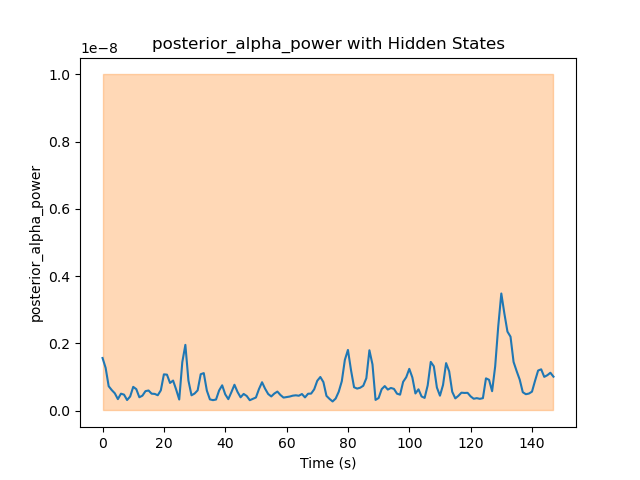 posterior_alpha_power with Hidden States
1e−8
1.0
0.8
0.6
0.4
0.2
0.0
posterior_alpha_power
0 20 40 60 80 100 120 140
Time (s)